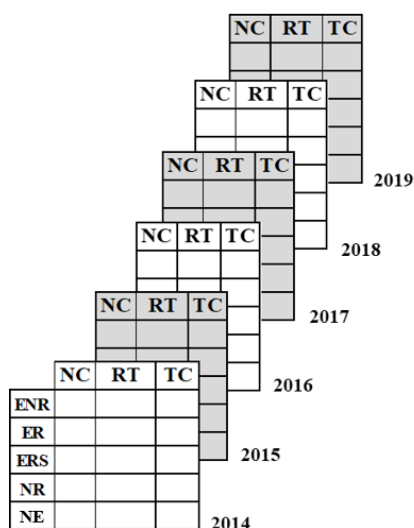 NC RT TC
NC RT TC
2019
NC RT TC
2018
NC RT TC
2017
NC RT TC
2016
NC RT TC
ENR
ER
ERS
2015
NR
NE
2014